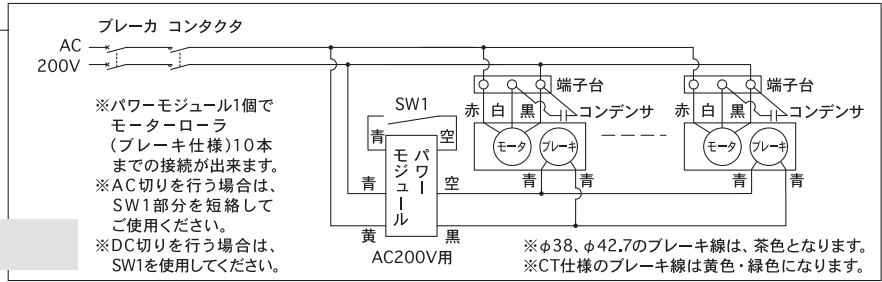 ブレーカ コンタクタ
AC
200V
※パワーモジュール1個で
モーターローラ
(ブレーキ仕様)10本
までの接続が出来ます。
※AC切りを行う場合は、
SW1部分を短絡して
ご使用ください。
※DC切りを行う場合は、
SW1を使用してください。
SW1
青
空
パワーモジュール
青
空
黄
黒
AC200V用
端子台
赤 白 黒
コンデンサ
モータ
ブレーキ
青 青
端子台
赤 白 黒
コンデンサ
モータ
ブレーキ
青 青
※φ38、φ42.7のブレーキ線は、茶色となります。
※CT仕様のブレーキ線は黄色・緑色になります。